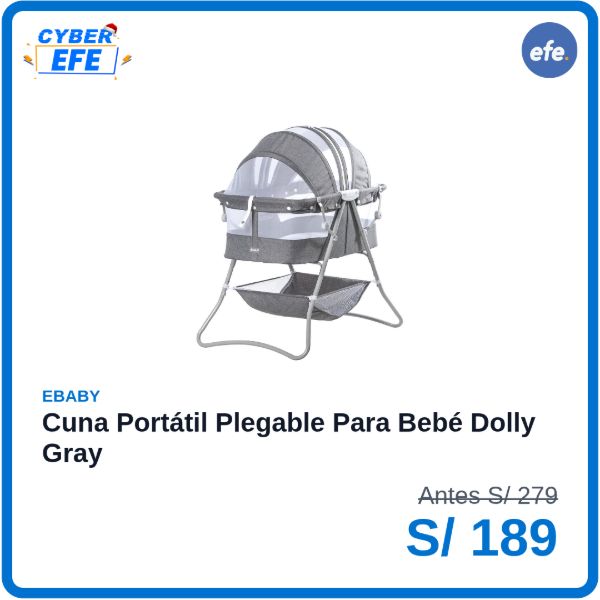 CYBER
EFE
efe.
EBABY
Cuna Portátil Plegable Para Bebé Dolly
Gray
Antes S/ 279
S/ 189